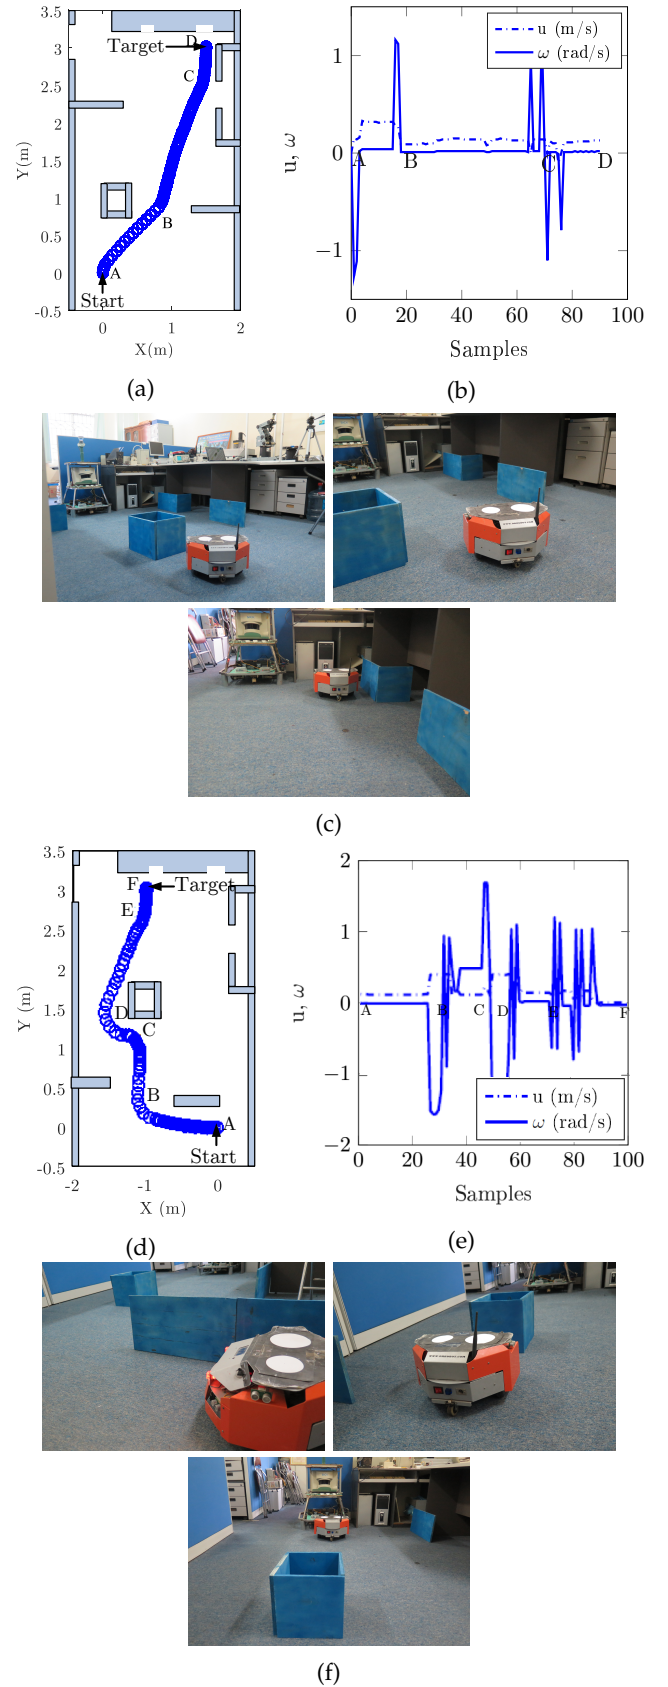 3.5
3
2.5
2
1.5
1
0.5
0
-0.5
Y(m)
0
1
2
X(m)
D
Target
C
B
A
Start
(a)
1
0
−1
u, ω
u (m/s)
ω (rad/s)
A
B
C
D
0
20
40
60
80
100
Samples
(b)
(c)
3.5
3
2.5
2
1.5
1
0.5
0
-0.5
Y (m)
-2
-1
0
X (m)
F
Target
E
D
C
B
A
Start
(d)
2
1
0
−1
−2
u, ω
A
B
C
D
E
F
u (m/s)
ω (rad/s)
0
20
40
60
80
100
Samples
(e)
(f)